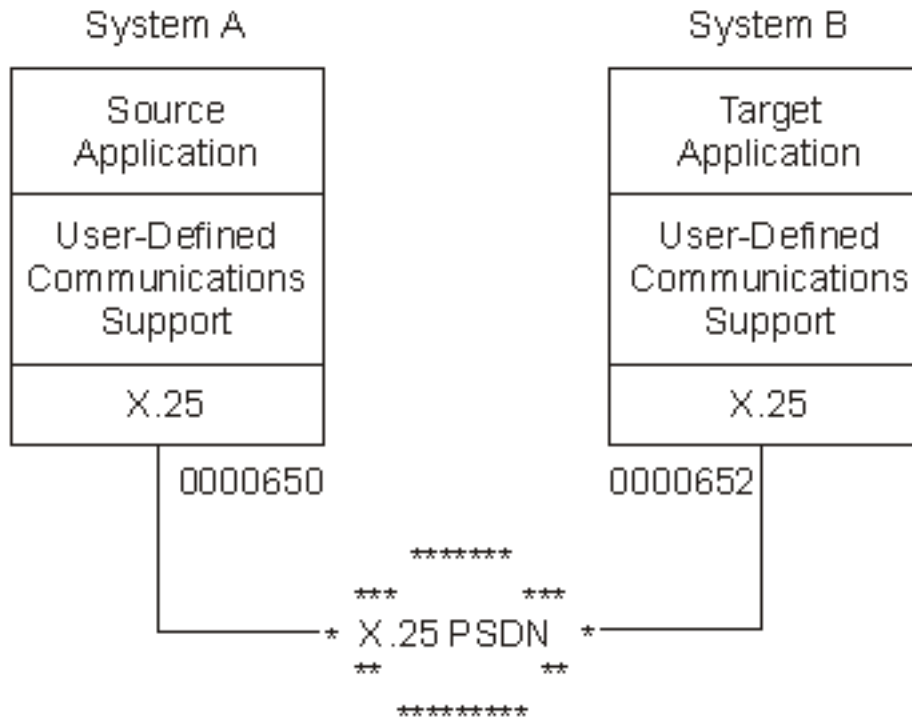 System A
System B
Source
Application
User-Defined
Communications
Support
X.25
Target
Application
User-Defined
Communications
Support
X.25
0000650
0000652
*******
*** ***
* X.25 PSDN *
** **
*********